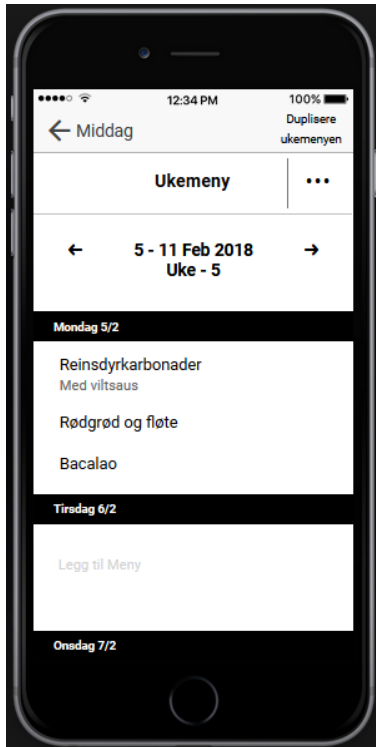 12:34 PM
100%
← Middag
Duplisere
ukemenyen
Ukemeny
•••
← 5 - 11 Feb 2018 →
Uke - 5
Mondag 5/2
Reinsdyrkarbonader
Med viltsaus
Rødgrød og fløte
Bacalao
Tirsdag 6/2
Legg til Meny
Onsdag 7/2